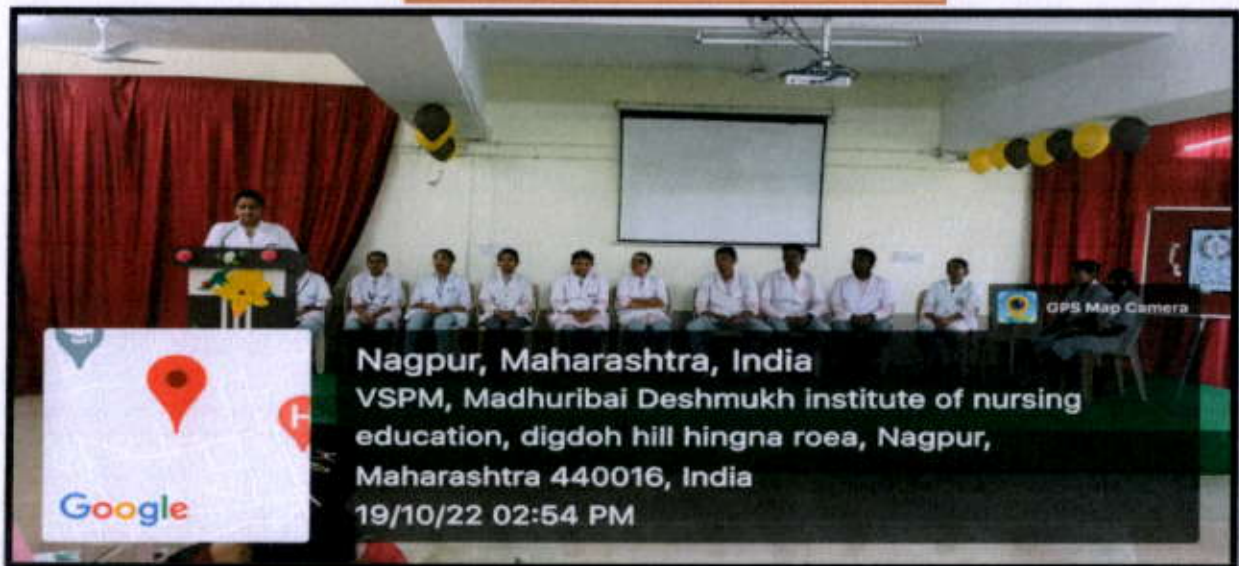 GPS Map Camera
Nagpur, Maharashtra, India
VSPM, Madhuribai Deshmukh institute of nursing
education, digdoh hill hingna roea, Nagpur,
Maharashtra 440016, India
19/10/22 02:54 PM
H
Google